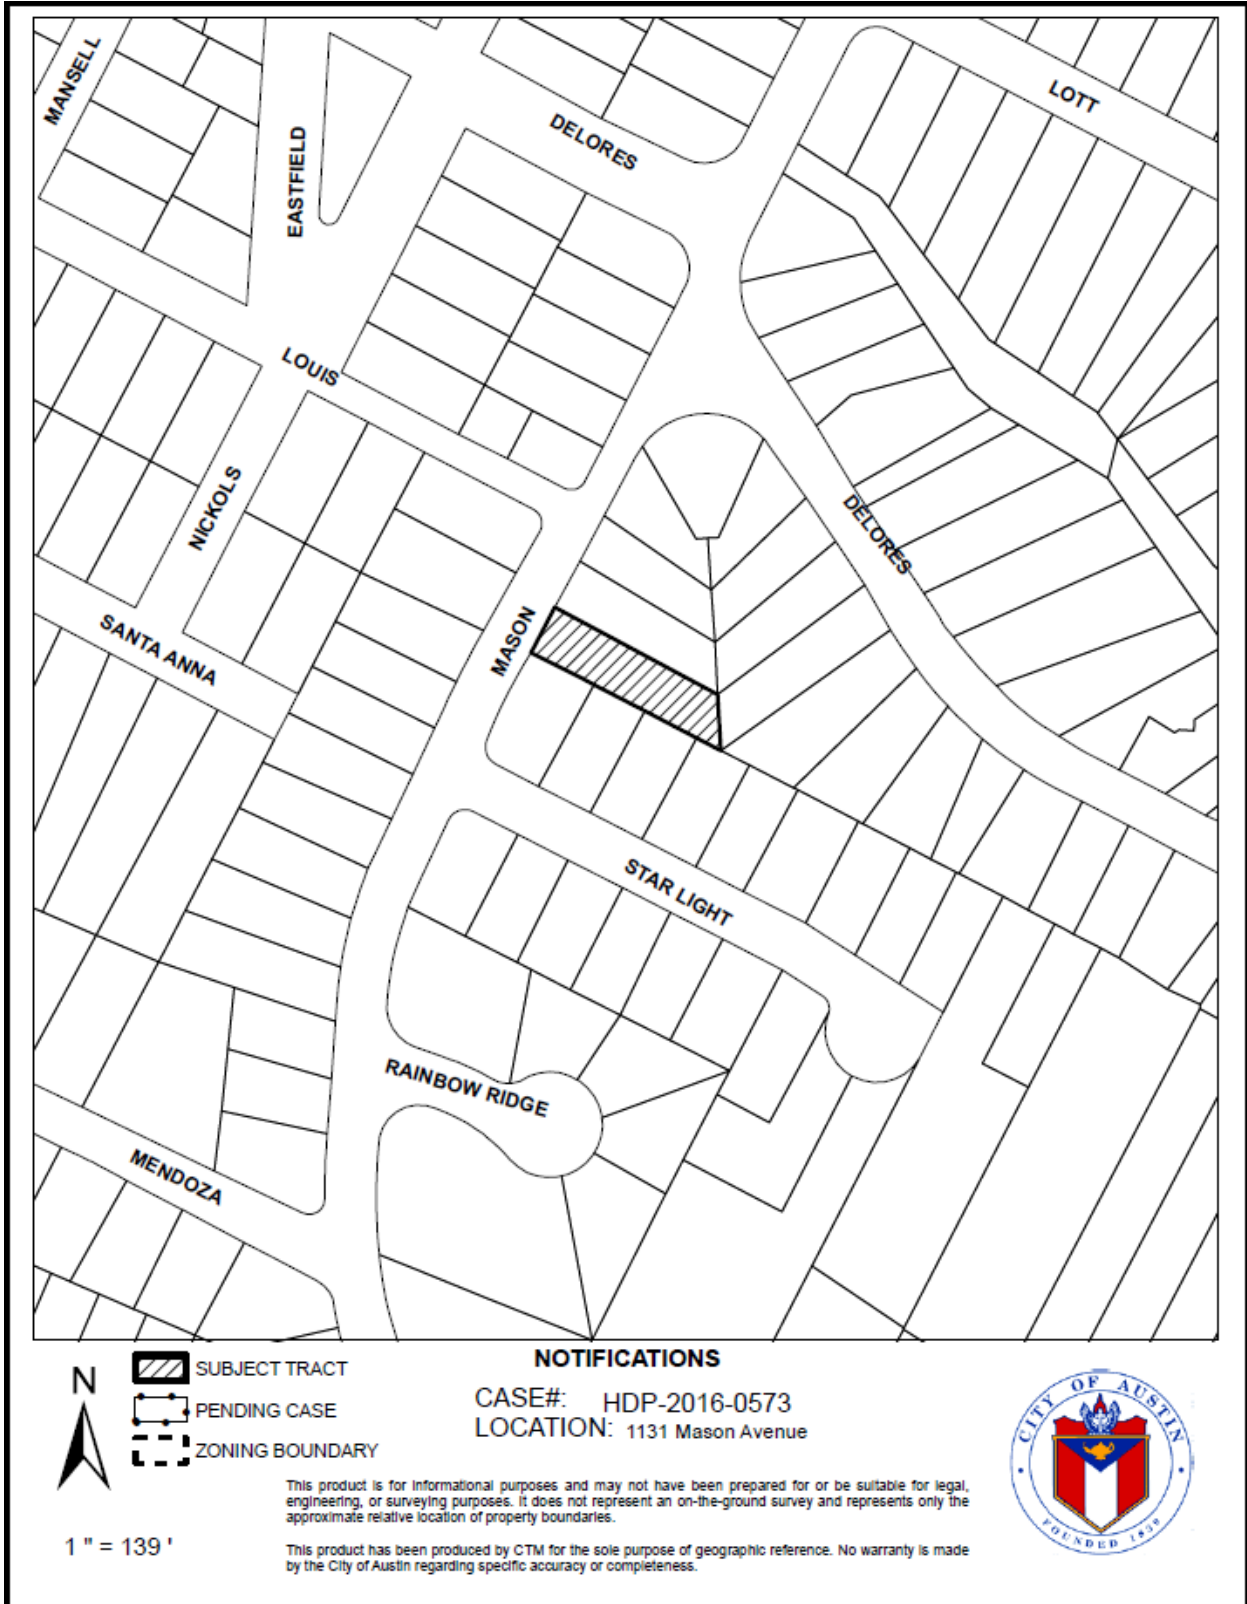 MANSELL
EASTFIELD
DELORES
LOTT
LOUIS
NICKOLS
DELORES
SANTA ANNA
MASON
STAR LIGHT
RAINBOW RIDGE
MENDOZA
N
1 " = 139 '
SUBJECT TRACT
PENDING CASE
ZONING BOUNDARY
NOTIFICATIONS
CASE#: HDP-2016-0573
LOCATION: 1131 Mason Avenue
This product is for informational purposes and may not have been prepared for or be suitable for legal,
engineering, or surveying purposes. It does not represent an on-the-ground survey and represents only the
approximate relative location of property boundaries.
This product has been produced by CTM for the sole purpose of geographic reference. No warranty is made
by the City of Austin regarding specific accuracy or completeness.
CITY OF AUSTIN
FOUNDED 1839